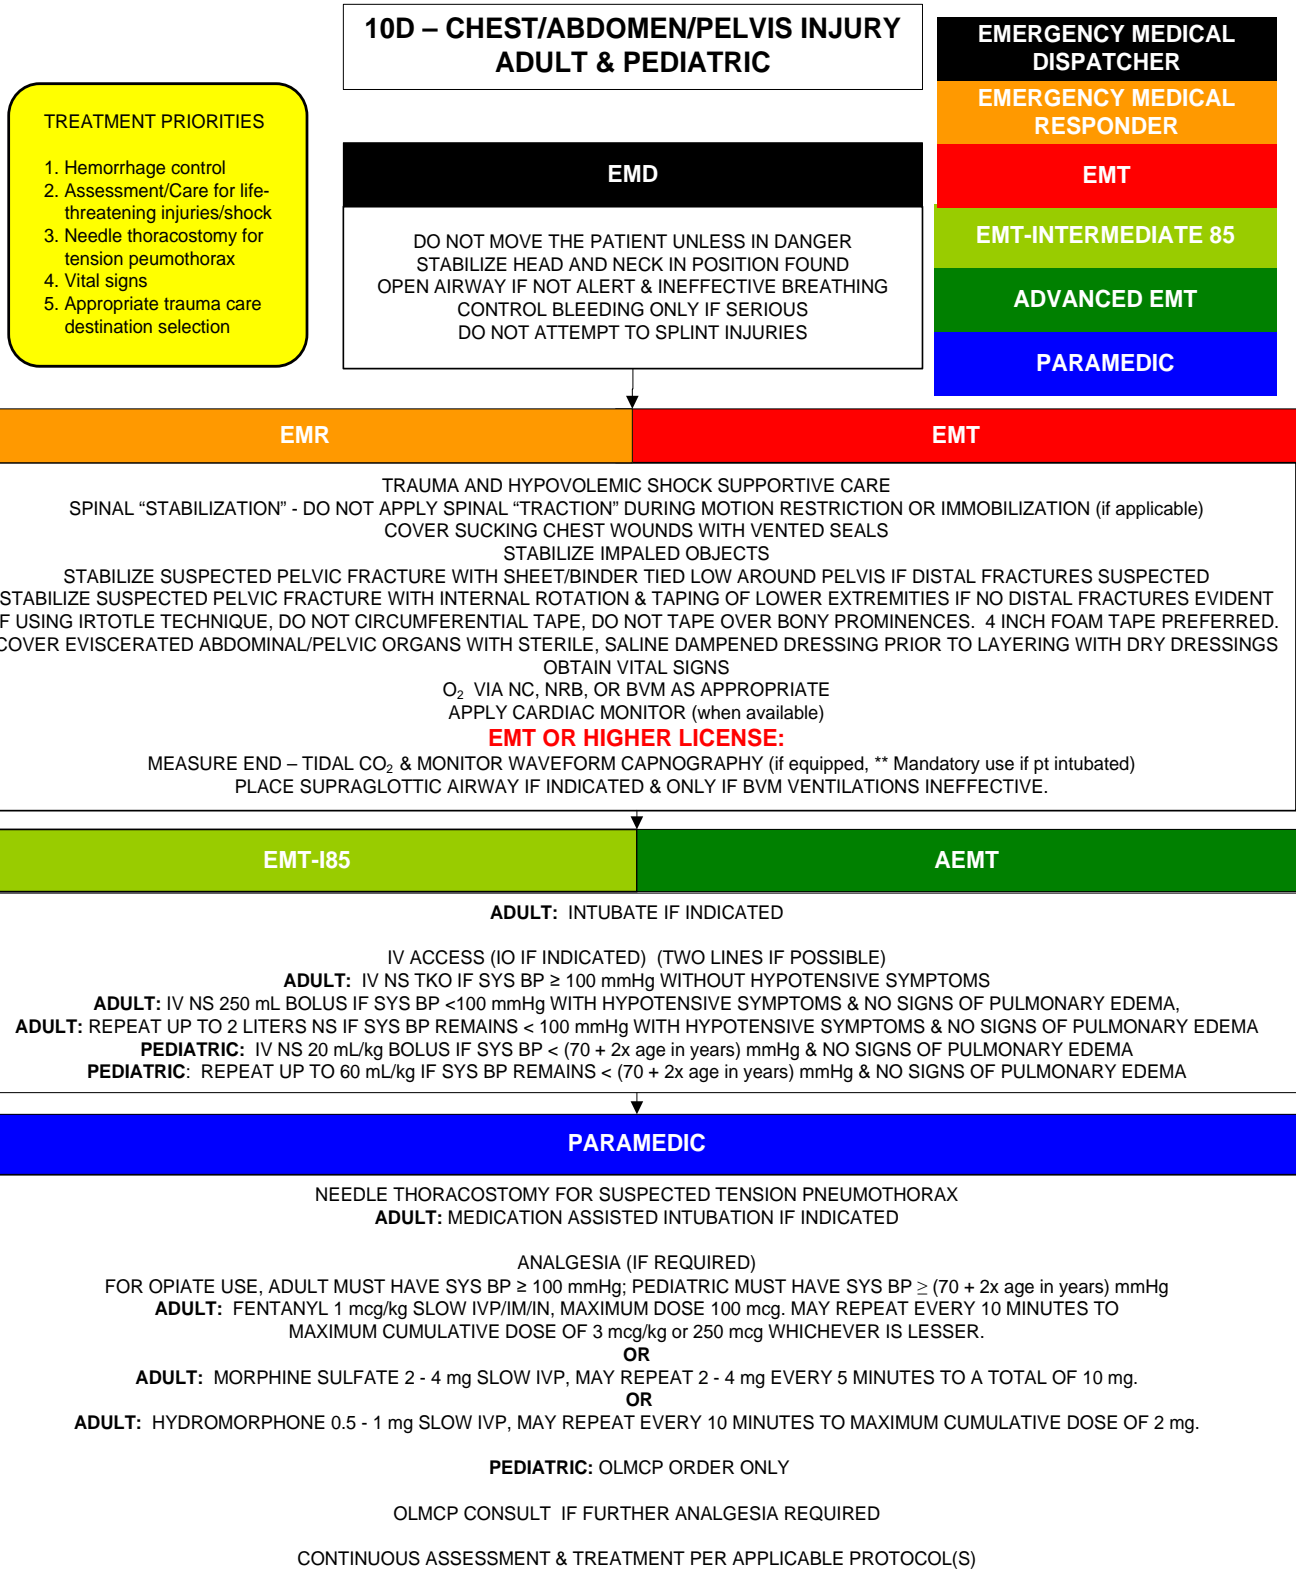 10D – CHEST/ABDOMEN/PELVIS INJURY
ADULT & PEDIATRIC
EMERGENCY MEDICAL
DISPATCHER
EMERGENCY MEDICAL
RESPONDER
EMT
EMT-INTERMEDIATE 85
ADVANCED EMT
PARAMEDIC
TREATMENT PRIORITIES
1. Hemorrhage control
2. Assessment/Care for life-
threatening injuries/shock
3. Needle thoracostomy for
tension peumothorax
4. Vital signs
5. Appropriate trauma care
destination selection
EMD
DO NOT MOVE THE PATIENT UNLESS IN DANGER
STABILIZE HEAD AND NECK IN POSITION FOUND
OPEN AIRWAY IF NOT ALERT & INEFFECTIVE BREATHING
CONTROL BLEEDING ONLY IF SERIOUS
DO NOT ATTEMPT TO SPLINT INJURIES
EMR
EMT
TRAUMA AND HYPOVOLEMIC SHOCK SUPPORTIVE CARE
SPINAL “STABILIZATION” - DO NOT APPLY SPINAL “TRACTION” DURING MOTION RESTRICTION OR IMMOBILIZATION (if applicable)
COVER SUCKING CHEST WOUNDS WITH VENTED SEALS
STABILIZE IMPALED OBJECTS
STABILIZE SUSPECTED PELVIC FRACTURE WITH SHEET/BINDER TIED LOW AROUND PELVIS IF DISTAL FRACTURES SUSPECTED
STABILIZE SUSPECTED PELVIC FRACTURE WITH INTERNAL ROTATION & TAPING OF LOWER EXTREMITIES IF NO DISTAL FRACTURES EVIDENT
F USING IRTOTLE TECHNIQUE, DO NOT CIRCUMFERENTIAL TAPE, DO NOT TAPE OVER BONY PROMINENCES. 4 INCH FOAM TAPE PREFERRED.
COVER EVISCERATED ABDOMINAL/PELVIC ORGANS WITH STERILE, SALINE DAMPENED DRESSING PRIOR TO LAYERING WITH DRY DRESSINGS
OBTAIN VITAL SIGNS
O₂ VIA NC, NRB, OR BVM AS APPROPRIATE
APPLY CARDIAC MONITOR (when available)
EMT OR HIGHER LICENSE:
MEASURE END – TIDAL CO₂ & MONITOR WAVEFORM CAPNOGRAPHY (if equipped, ** Mandatory use if pt intubated)
PLACE SUPRAGLOTTIC AIRWAY IF INDICATED & ONLY IF BVM VENTILATIONS INEFFECTIVE.
EMT-I85
AEMT
ADULT: INTUBATE IF INDICATED
IV ACCESS (IO IF INDICATED) (TWO LINES IF POSSIBLE)
ADULT: IV NS TKO IF SYS BP ≥ 100 mmHg WITHOUT HYPOTENSIVE SYMPTOMS
ADULT: IV NS 250 mL BOLUS IF SYS BP <100 mmHg WITH HYPOTENSIVE SYMPTOMS & NO SIGNS OF PULMONARY EDEMA,
ADULT: REPEAT UP TO 2 LITERS NS IF SYS BP REMAINS < 100 mmHg WITH HYPOTENSIVE SYMPTOMS & NO SIGNS OF PULMONARY EDEMA
PEDIATRIC: IV NS 20 mL/kg BOLUS IF SYS BP < (70 + 2x age in years) mmHg & NO SIGNS OF PULMONARY EDEMA
PEDIATRIC: REPEAT UP TO 60 mL/kg IF SYS BP REMAINS < (70 + 2x age in years) mmHg & NO SIGNS OF PULMONARY EDEMA
PARAMEDIC
NEEDLE THORACOSTOMY FOR SUSPECTED TENSION PNEUMOTHORAX
ADULT: MEDICATION ASSISTED INTUBATION IF INDICATED
ANALGESIA (IF REQUIRED)
FOR OPIATE USE, ADULT MUST HAVE SYS BP ≥ 100 mmHg; PEDIATRIC MUST HAVE SYS BP ≥ (70 + 2x age in years) mmHg
ADULT: FENTANYL 1 mcg/kg SLOW IVP/IM/IN, MAXIMUM DOSE 100 mcg. MAY REPEAT EVERY 10 MINUTES TO
MAXIMUM CUMULATIVE DOSE OF 3 mcg/kg or 250 mcg WHICHEVER IS LESSER.
OR
ADULT: MORPHINE SULFATE 2 - 4 mg SLOW IVP, MAY REPEAT 2 - 4 mg EVERY 5 MINUTES TO A TOTAL OF 10 mg.
OR
ADULT: HYDROMORPHONE 0.5 - 1 mg SLOW IVP, MAY REPEAT EVERY 10 MINUTES TO MAXIMUM CUMULATIVE DOSE OF 2 mg.
PEDIATRIC: OLMCP ORDER ONLY
OLMCP CONSULT IF FURTHER ANALGESIA REQUIRED
CONTINUOUS ASSESSMENT & TREATMENT PER APPLICABLE PROTOCOL(S)